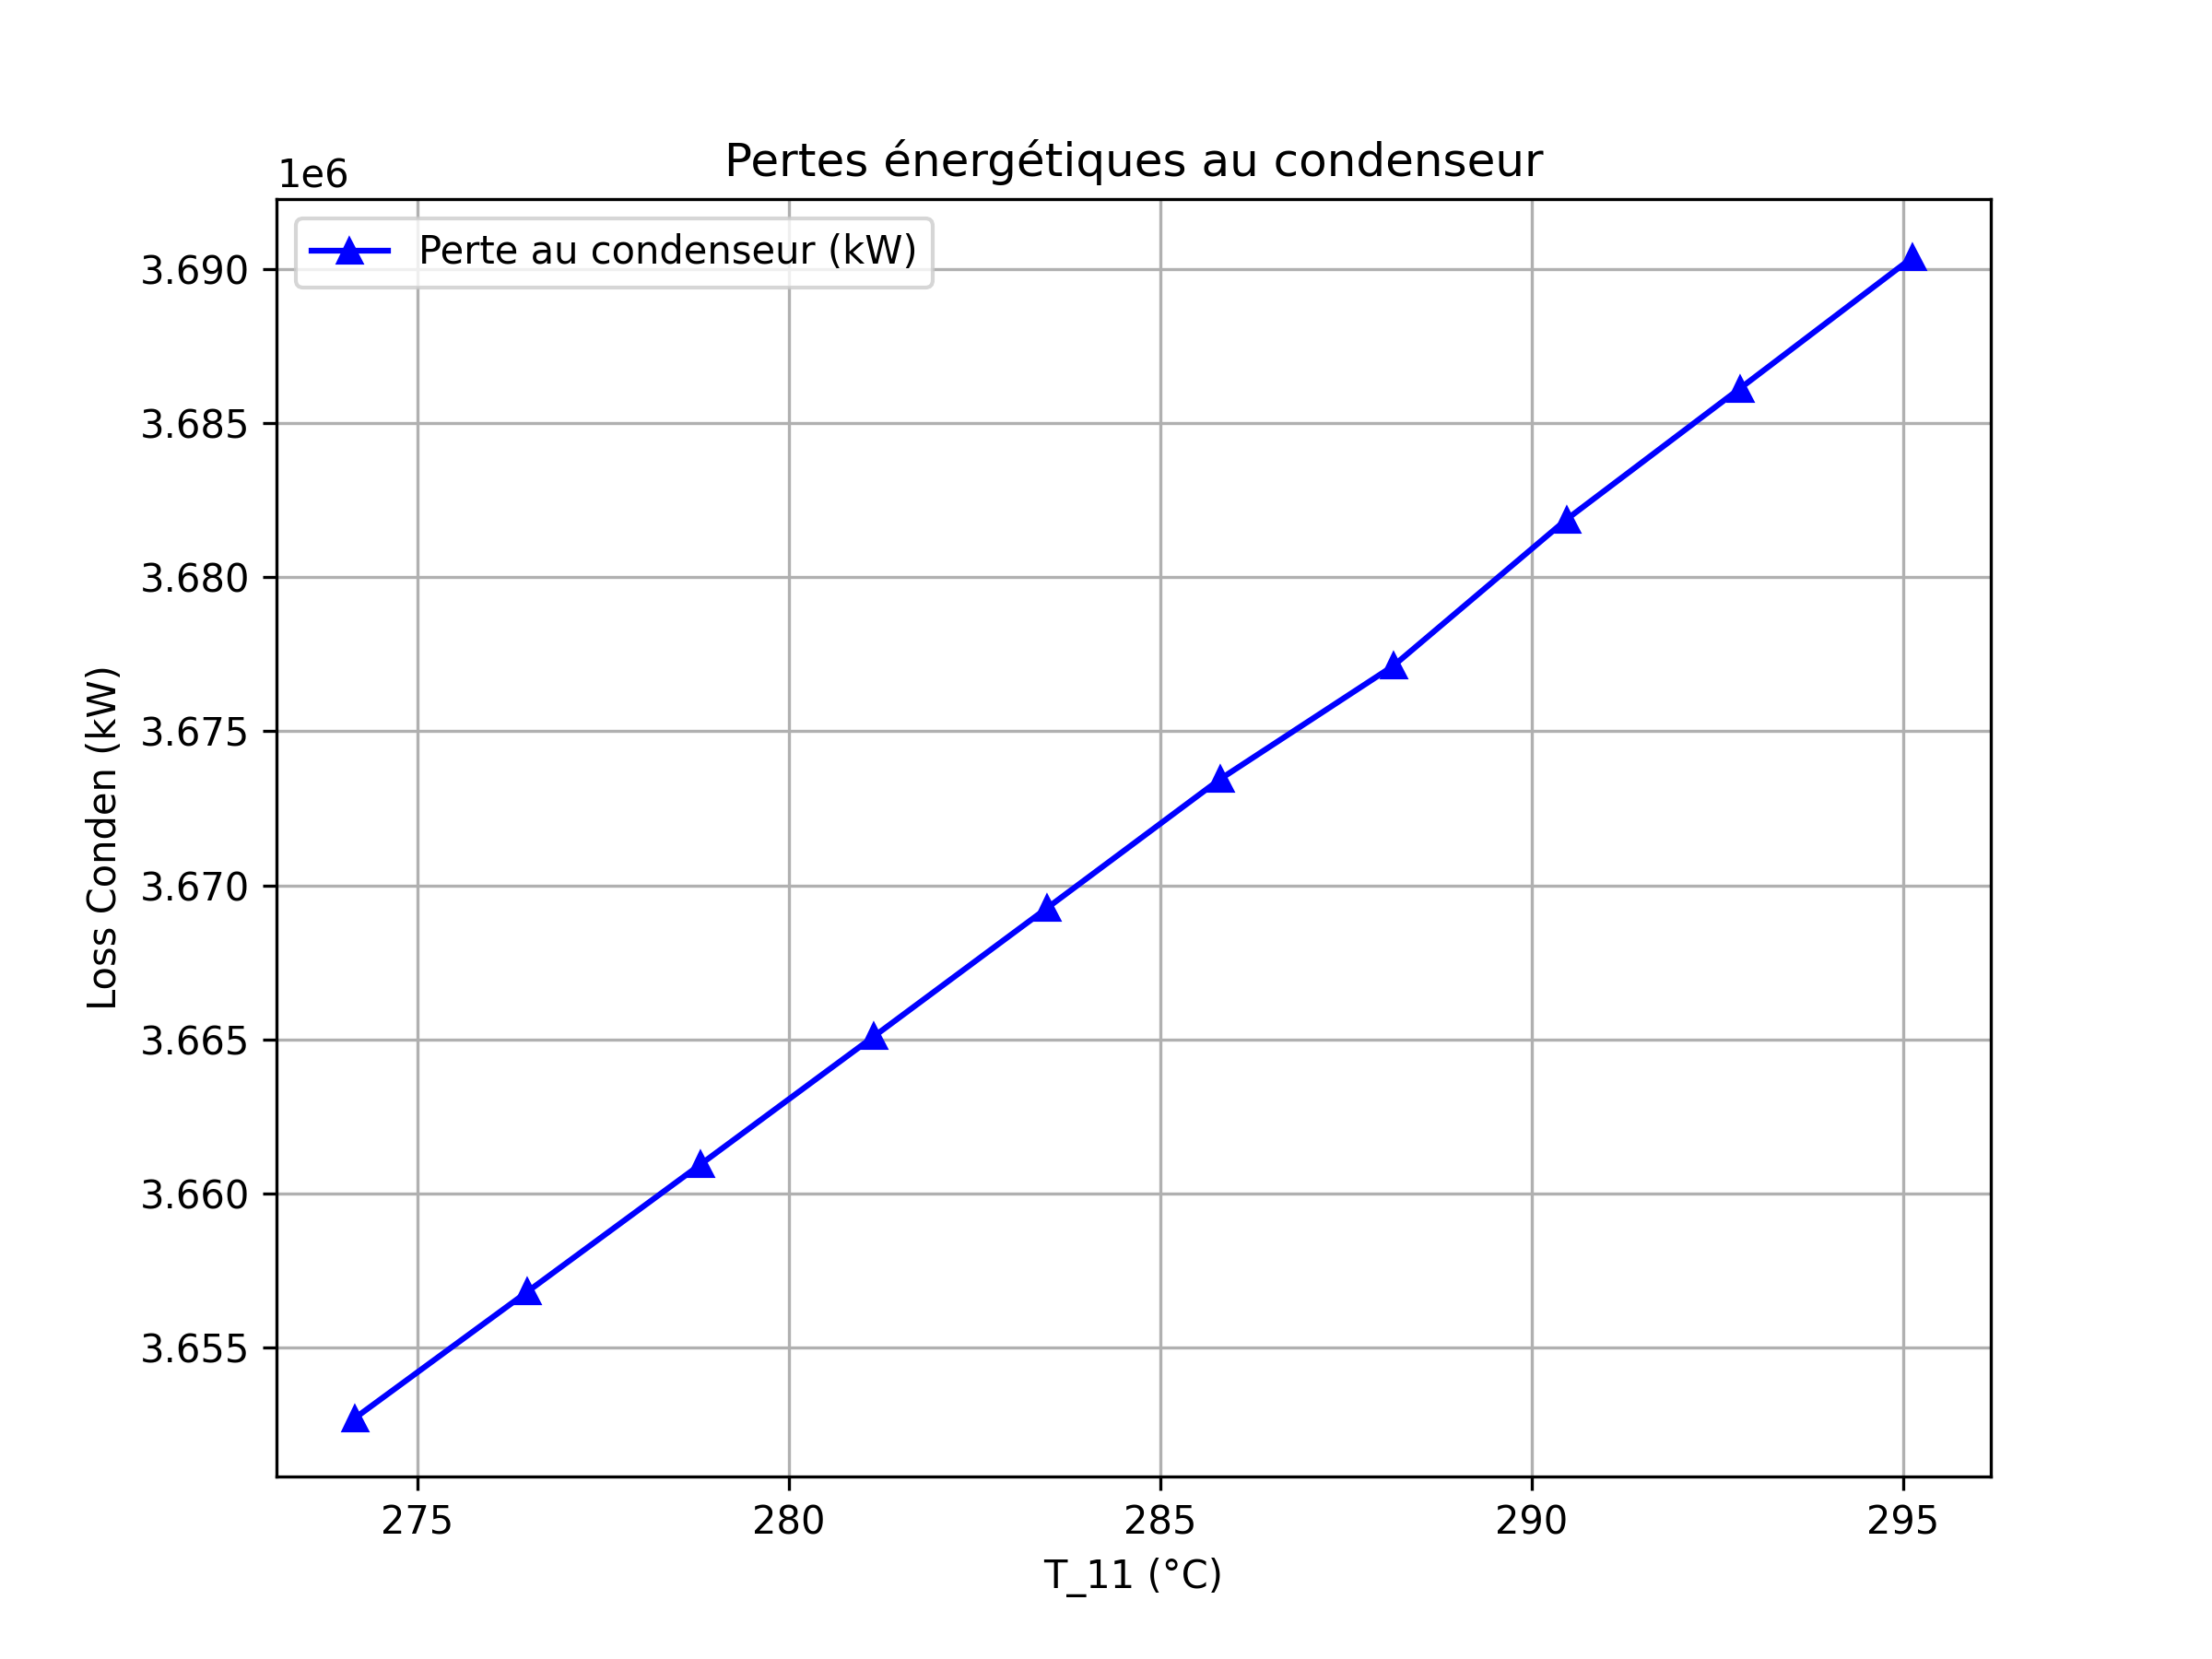 Pertes énergétiques au condenseur
1e6
Perte au condenseur (kW)
3.690
3.685
3.680
3.675
3.670
3.665
3.660
3.655
Loss Conden (kW)
275 280 285 290 295
T_11 (°C)